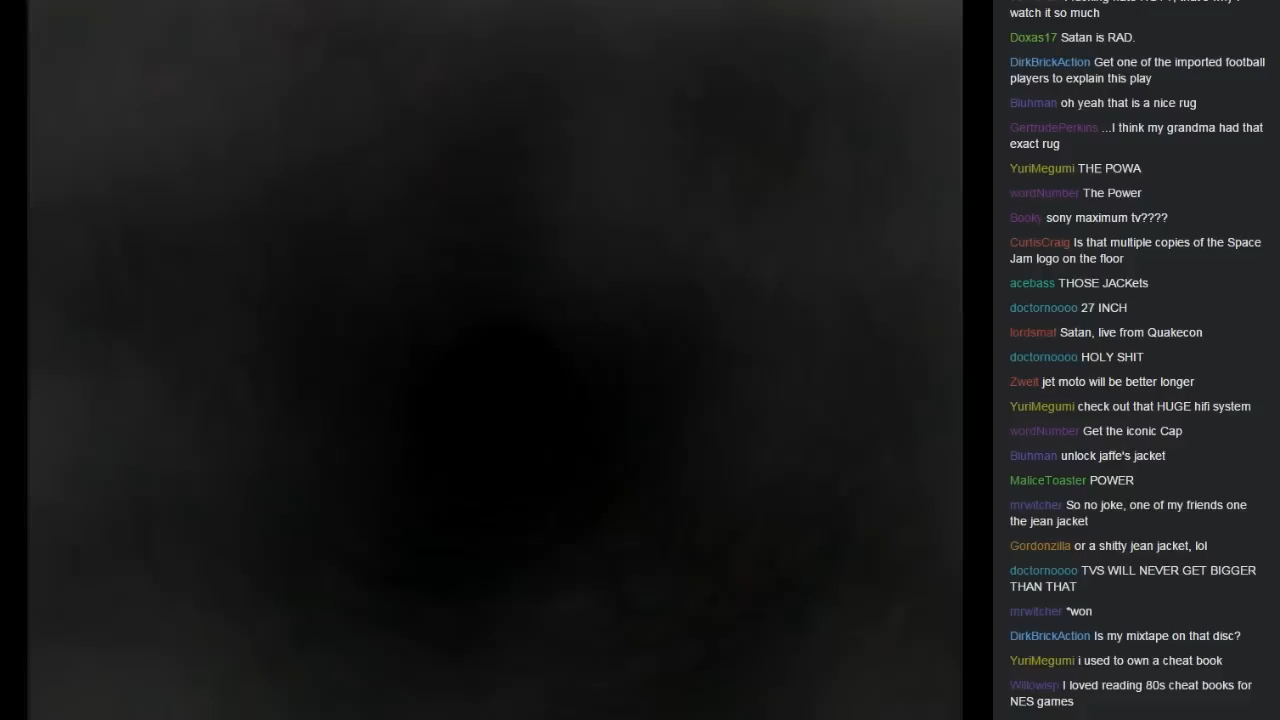 watch it so much
Doxas17 Satan is RAD.
DirkBrickAction Get one of the imported football
players to explain this play
Bluhman oh yeah that is a nice rug
GertrudePerkins ...I think my grandma had that
exact rug
YuriMegumi THE POWA
wordNumber The Power
Booky sony maximum tv????
CurtisCraig Is that multiple copies of the Space
Jam logo on the floor
acebass THOSE JACKets
doctornoooo 27 INCH
lordsmaf Satan, live from Quakecon
doctornoooo HOLY SHIT
Zweit jet moto will be better longer
YuriMegumi check out that HUGE hifi system
wordNumber Get the iconic Cap
Bluhman unlock jaffe's jacket
MaliceToaster POWER
mrwitcher So no joke, one of my friends one
the jean jacket
Gordonzilla or a shitty jean jacket, lol
doctornoooo TVS WILL NEVER GET BIGGER
THAN THAT
mrwitcher *won
DirkBrickAction Is my mixtape on that disc?
YuriMegumi i used to own a cheat book
Willowisp I loved reading 80s cheat books for
NES games